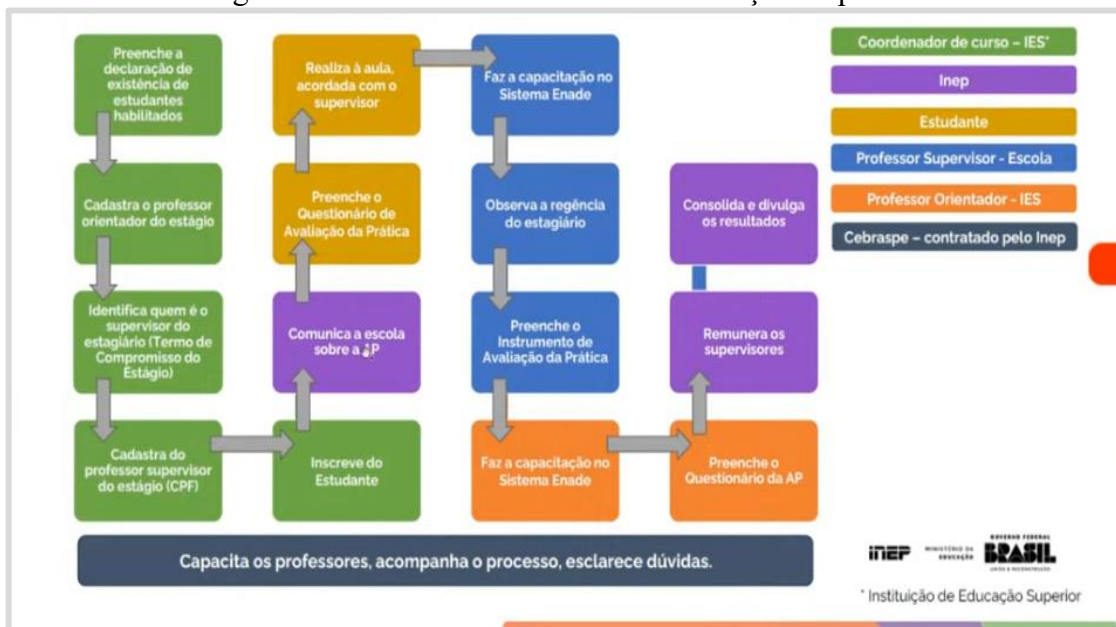 Preenche a
declaração de
existência de
estudantes
habilitados
Cadastra o professor
orientador do estágio
Identifica quem é o
supervisor do
estagiário (Termo de
Compromisso do
Estágio)
Cadastra do
professor supervisor
do estágio (CPF)
Inscreve do
Estudante
Comunica a escola
sobre a AP
Preenche o
Questionário de
Avaliação da Prática
Realiza à aula,
acordada com o
supervisor
Faz a capacitação no
Sistema Enade
Observa a regência
do estagiário
Preenche o
Instrumento de
Avaliação da Prática
Faz a capacitação no
Sistema Enade
Preenche o
Questionário da AP
Remunera os
supervisores
Consolida e divulga
os resultados
Coordenador de curso – IES*
Inep
Estudante
Professor Supervisor - Escola
Professor Orientador - IES
Cebraspe – contratado pelo Inep
Capacita os professores, acompanha o processo, esclarece dúvidas.
inep
MINISTÉRIO DA
EDUCAÇÃO
GOVERNO FEDERAL
BRASIL
UNIÃO E RECONSTRUÇÃO
* Instituição de Educação Superior